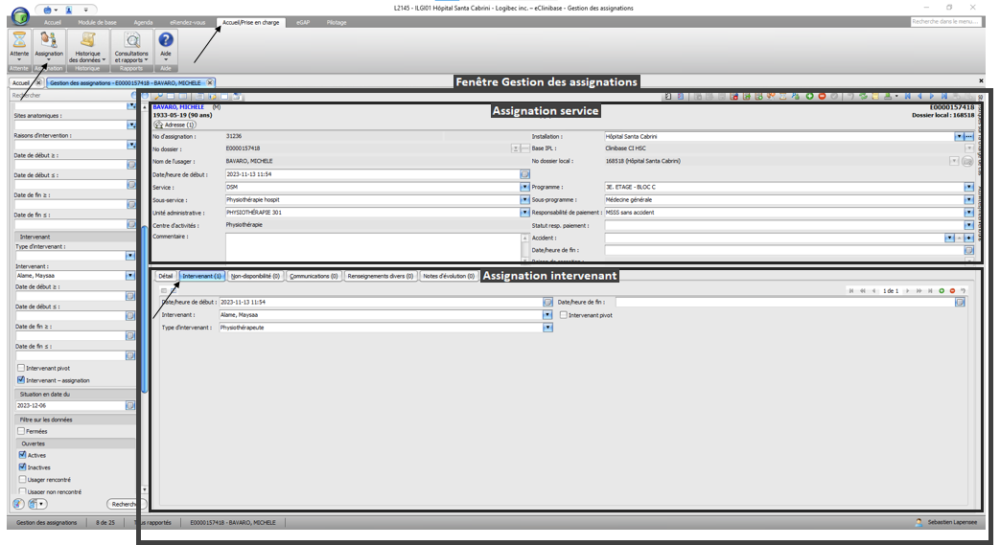 L2145 - ILGI01 Hôpital Santa Cabrini - Logibec inc. – eClinibase - Gestion des assignations
Accueil Module de base Agenda eRendez-vous Accueil/Prise en charge eGAP Pilotage
Recherche dans le menu...
Attente Assignation Historique des données Consultations et rapports Aide
Attente Assignation Historique Rapports Aide
Accueil Gestion des assignations - E0000157418 - BAVARO, MICHELE
Fenêtre Gestion des assignations
Rechercher
Sites anatomiques :
Raisons d'intervention :
Date de début ≥ :
Date de début ≤ :
Date de fin ≥ :
Date de fin ≤ :
Intervenant
Type d'intervenant :
Intervenant :
Alame, Maysaa
Date de début ≥ :
Date de début ≤ :
Date de fin ≥ :
Date de fin ≤ :
Intervenant pivot
Intervenant – assignation
Situation en date du
2023-12-06
Filtre sur les données
Fermées
Ouvertes
Actives
Inactives
Usager rencontré
Usager non rencontré
Recherche
BAVARO, MICHELE (M)
E0000157418
Assignation service
1933-05-19 (90 ans)
Dossier local : 168518
Adresse (1)
No d'assignation : 31236
Installation : Hôpital Santa Cabrini
No dossier : E0000157418
Base IPL : Clinibase CI HSC
Nom de l'usager : BAVARO, MICHELE
No dossier local : 168518 (Hôpital Santa Cabrini)
Date/heure de début : 2023-11-13 11:54
Service : DSM
Programme : 3E. ETAGE - BLOC C
Sous-service : Physiothérapie hospit
Sous-programme : Médecine générale
Unité administrative : PHYSIOTHÉRAPIE 301
Responsabilité de paiement : MSSS sans accident
Centre d'activités : Physiothérapie
Statut resp. paiement :
Commentaire :
Accident :
Date/heure de fin :
Détail Intervenant (1) Non-disponibilité (0) Communications (0) Renseignements divers (0) Notes d'évolution (0)
Assignation intervenant
1 de 1
Date/heure de début : 2023-11-13 11:54
Date/heure de fin :
Intervenant : Alame, Maysaa
Intervenant pivot
Type d'intervenant : Physiothérapeute
Gestion des assignations 8 de 25 Tous rapportés E0000157418 - BAVARO, MICHELE
Sebastien Lapensee